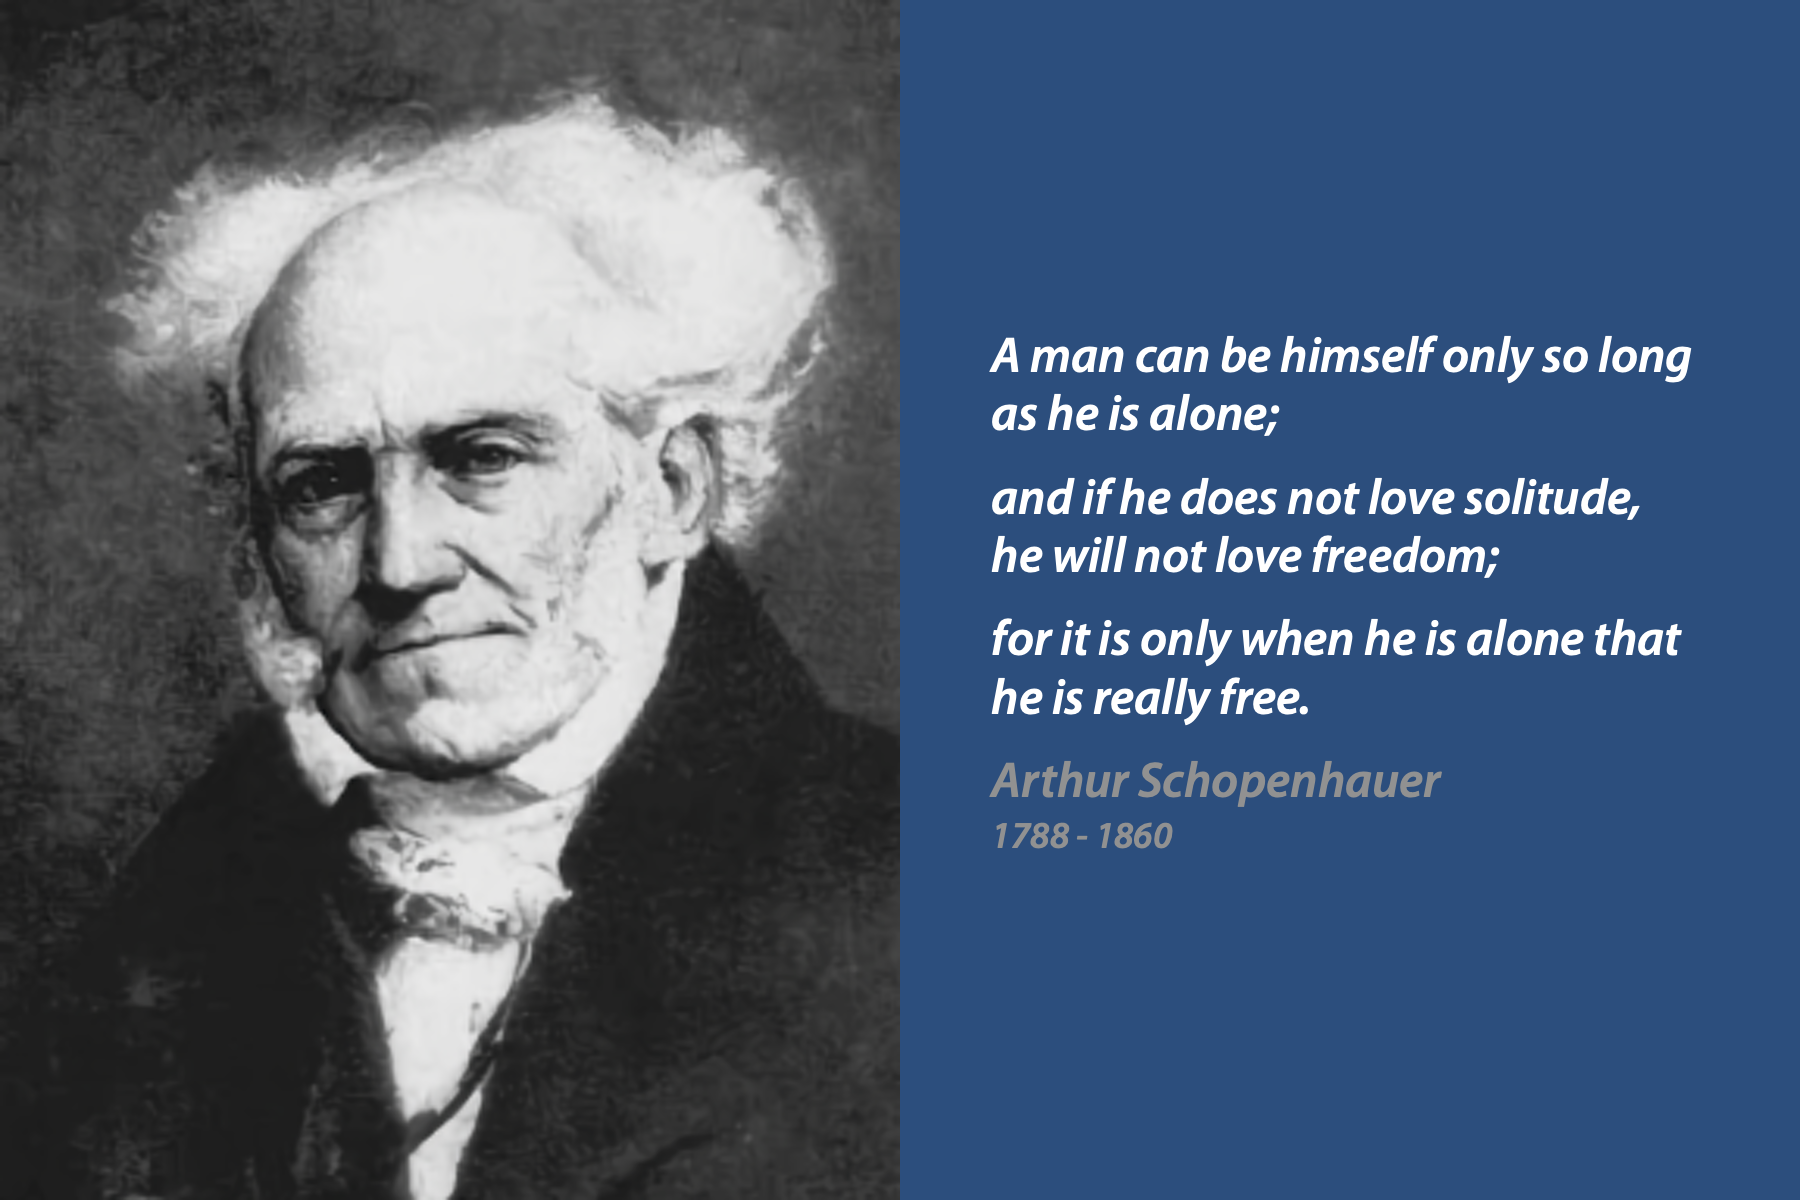 A man can be himself only so long
as he is alone;
and if he does not love solitude,
he will not love freedom;
for it is only when he is alone that
he is really free.
Arthur Schopenhauer
1788 - 1860